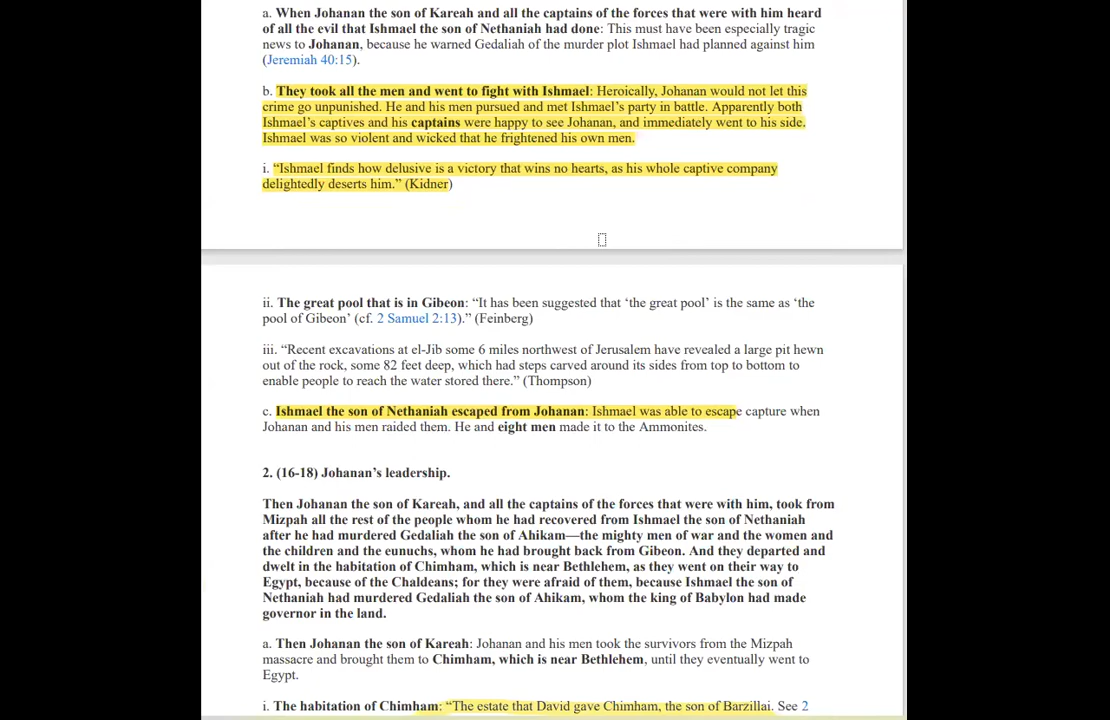 a. When Johanan the son of Kareah and all the captains of the forces that were with him heard
of all the evil that Ishmael the son of Nethaniah had done: This must have been especially tragic
news to Johanan, because he warned Gedaliah of the murder plot Ishmael had planned against him
(Jeremiah 40:15).
b. They took all the men and went to fight with Ishmael: Heroically, Johanan would not let this
crime go unpunished. He and his men pursued and met Ishmael’s party in battle. Apparently both
Ishmael’s captives and his captains were happy to see Johanan, and immediately went to his side.
Ishmael was so violent and wicked that he frightened his own men.
i. “Ishmael finds how delusive is a victory that wins no hearts, as his whole captive company
delightedly deserts him.” (Kidner)
ii. The great pool that is in Gibeon: “It has been suggested that ‘the great pool’ is the same as ‘the
pool of Gibeon’ (cf. 2 Samuel 2:13).” (Feinberg)
iii. “Recent excavations at el-Jib some 6 miles northwest of Jerusalem have revealed a large pit hewn
out of the rock, some 82 feet deep, which had steps carved around its sides from top to bottom to
enable people to reach the water stored there.” (Thompson)
c. Ishmael the son of Nethaniah escaped from Johanan: Ishmael was able to escape capture when
Johanan and his men raided them. He and eight men made it to the Ammonites.
2. (16-18) Johanan’s leadership.
Then Johanan the son of Kareah, and all the captains of the forces that were with him, took from
Mizpah all the rest of the people whom he had recovered from Ishmael the son of Nethaniah
after he had murdered Gedaliah the son of Ahikam—the mighty men of war and the women and
the children and the eunuchs, whom he had brought back from Gibeon. And they departed and
dwelt in the habitation of Chimham, which is near Bethlehem, as they went on their way to
Egypt, because of the Chaldeans; for they were afraid of them, because Ishmael the son of
Nethaniah had murdered Gedaliah the son of Ahikam, whom the king of Babylon had made
governor in the land.
a. Then Johanan the son of Kareah: Johanan and his men took the survivors from the Mizpah
massacre and brought them to Chimham, which is near Bethlehem, until they eventually went to
Egypt.
i. The habitation of Chimham: “The estate that David gave Chimham, the son of Barzillai. See 2